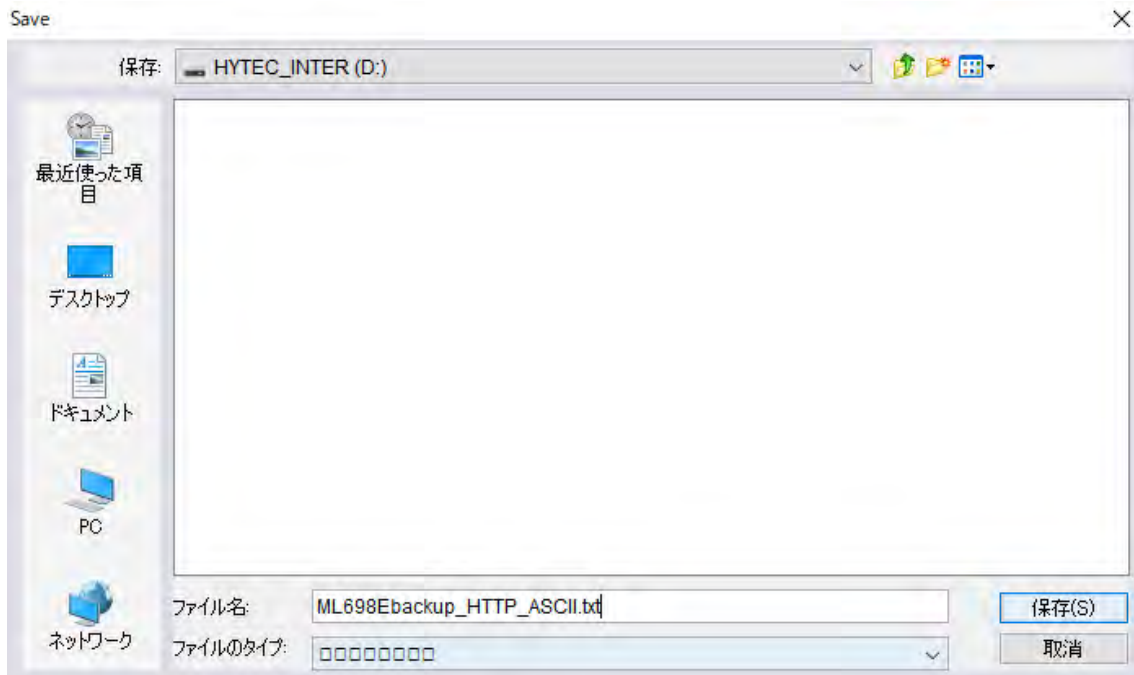 Save
保存:
HYTEC_INTER (D:)
最近使った項
目
デスクトップ
ドキュメント
PC
ネットワーク
ファイル名:
ML698Ebackup_HTTP_ASCII.txt
保存(S)
ファイルのタイプ:
□□□□□□□□
取消